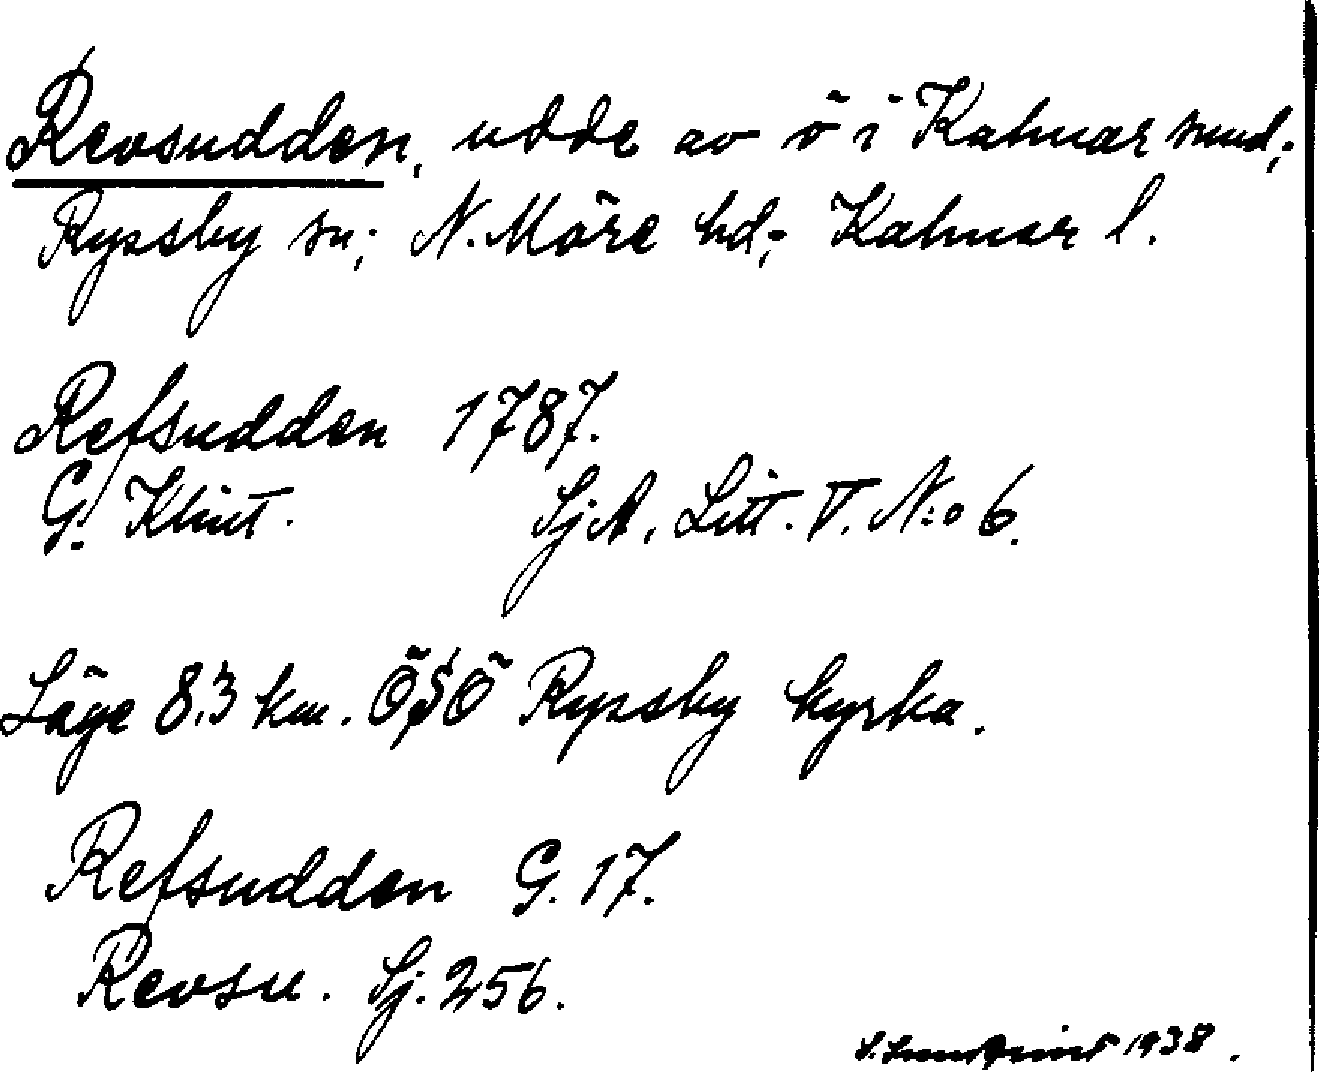 Revsudden, udde av ö i Kalmar sund;
Ryssby sn; N. Möre hd; Kalmar l.
Refsudden 1787.
G. Klint. SjA, Litt. V. N:o 6.
Läge 8,3 km. ÖSÖ Ryssby kyrka.
Refsudden G. 17.
Revsu. Sj. 256.
1938.